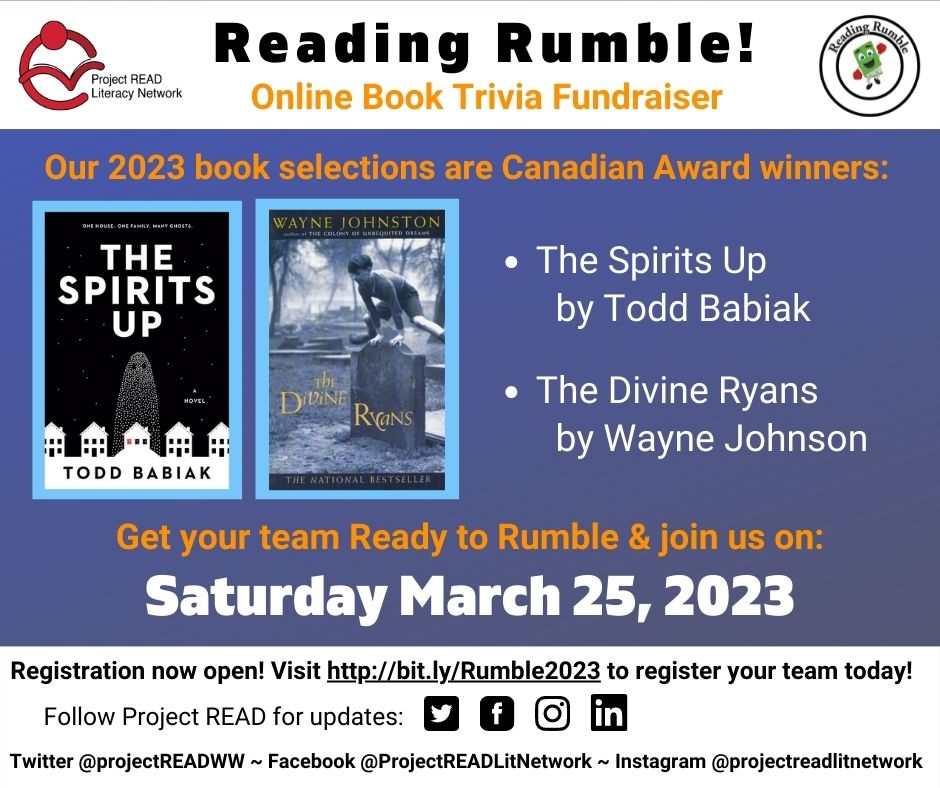 Project READ
Literacy Network
Reading Rumble!
Online Book Trivia Fundraiser
Reading Rumble
Our 2023 book selections are Canadian Award winners:
ONE HOUSE. ONE FAMILY. MANY GHOSTS.
THE
SPIRITS
UP
A
NOVEL
TODD BABIAK
WAYNE JOHNSTON
author of THE COLONY OF UNREQUITED DREAMS
the
DiViNE
RYaNS
THE NATIONAL BESTSELLER
• The Spirits Up
by Todd Babiak
• The Divine Ryans
by Wayne Johnson
Get your team Ready to Rumble & join us on:
Saturday March 25, 2023
Registration now open! Visit http://bit.ly/Rumble2023 to register your team today!
Follow Project READ for updates:
Twitter @projectREADWW ~ Facebook @ProjectREADLitNetwork ~ Instagram @projectreadlitnetwork